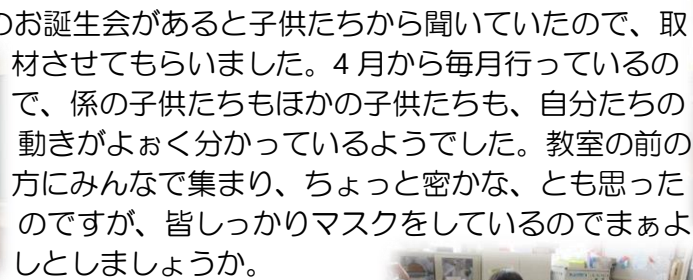 のお誕生会があると子供たちから聞いていたので、取
材させてもらいました。4月から毎月行っているの
で、係の子供たちもほかの子供たちも、自分たちの
動きがよぉく分かっているようでした。教室の前の
方にみんなで集まり、ちょっと密かな、とも思った
のですが、皆しっかりマスクをしているのでまぁよ
しとしましょうか。